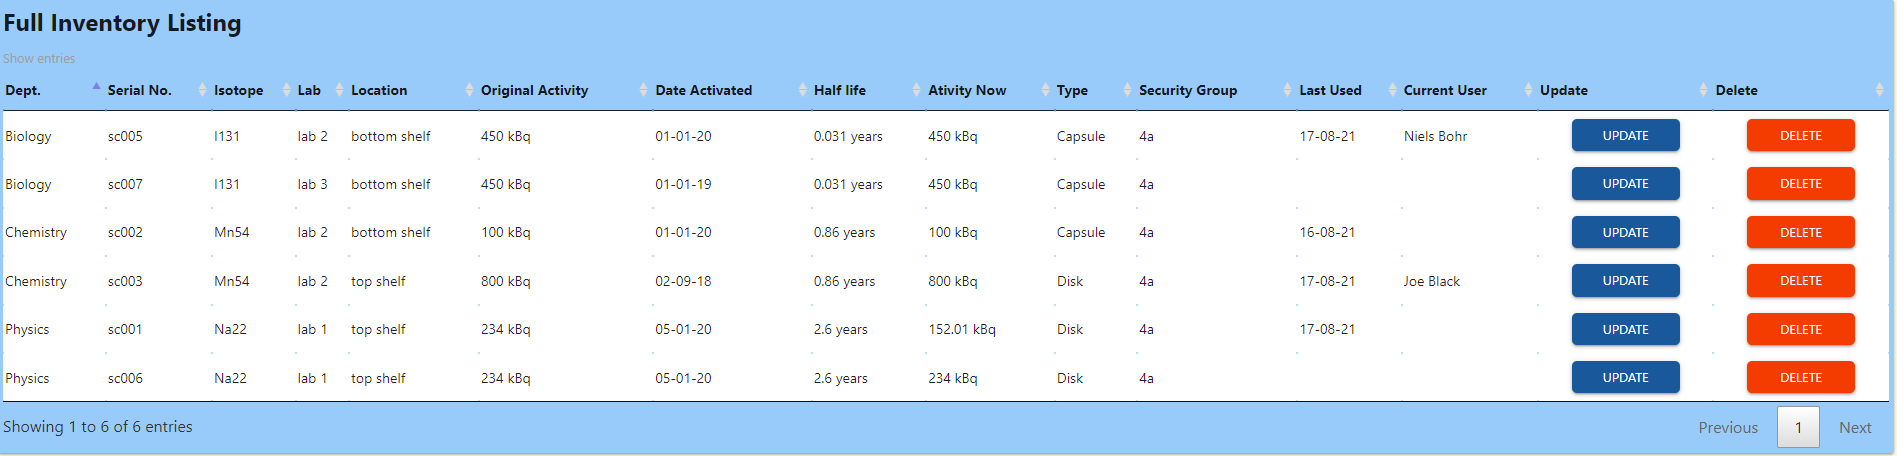 Full Inventory Listing
Show entries
Dept. Serial No. Isotope Lab Location Original Activity Date Activated Half life Ativity Now Type Security Group Last Used Current User Update Delete
Biology sc005 I131 lab 2 bottom shelf 450 kBq 01-01-20 0.031 years 450 kBq Capsule 4a 17-08-21 Niels Bohr UPDATE DELETE
Biology sc007 I131 lab 3 bottom shelf 450 kBq 01-01-19 0.031 years 450 kBq Capsule 4a UPDATE DELETE
Chemistry sc002 Mn54 lab 2 bottom shelf 100 kBq 01-01-20 0.86 years 100 kBq Capsule 4a 16-08-21 UPDATE DELETE
Chemistry sc003 Mn54 lab 2 top shelf 800 kBq 02-09-18 0.86 years 800 kBq Disk 4a 17-08-21 Joe Black UPDATE DELETE
Physics sc001 Na22 lab 1 top shelf 234 kBq 05-01-20 2.6 years 152.01 kBq Disk 4a 17-08-21 UPDATE DELETE
Physics sc006 Na22 lab 1 top shelf 234 kBq 05-01-20 2.6 years 234 kBq Disk 4a UPDATE DELETE
Showing 1 to 6 of 6 entries Previous 1 Next